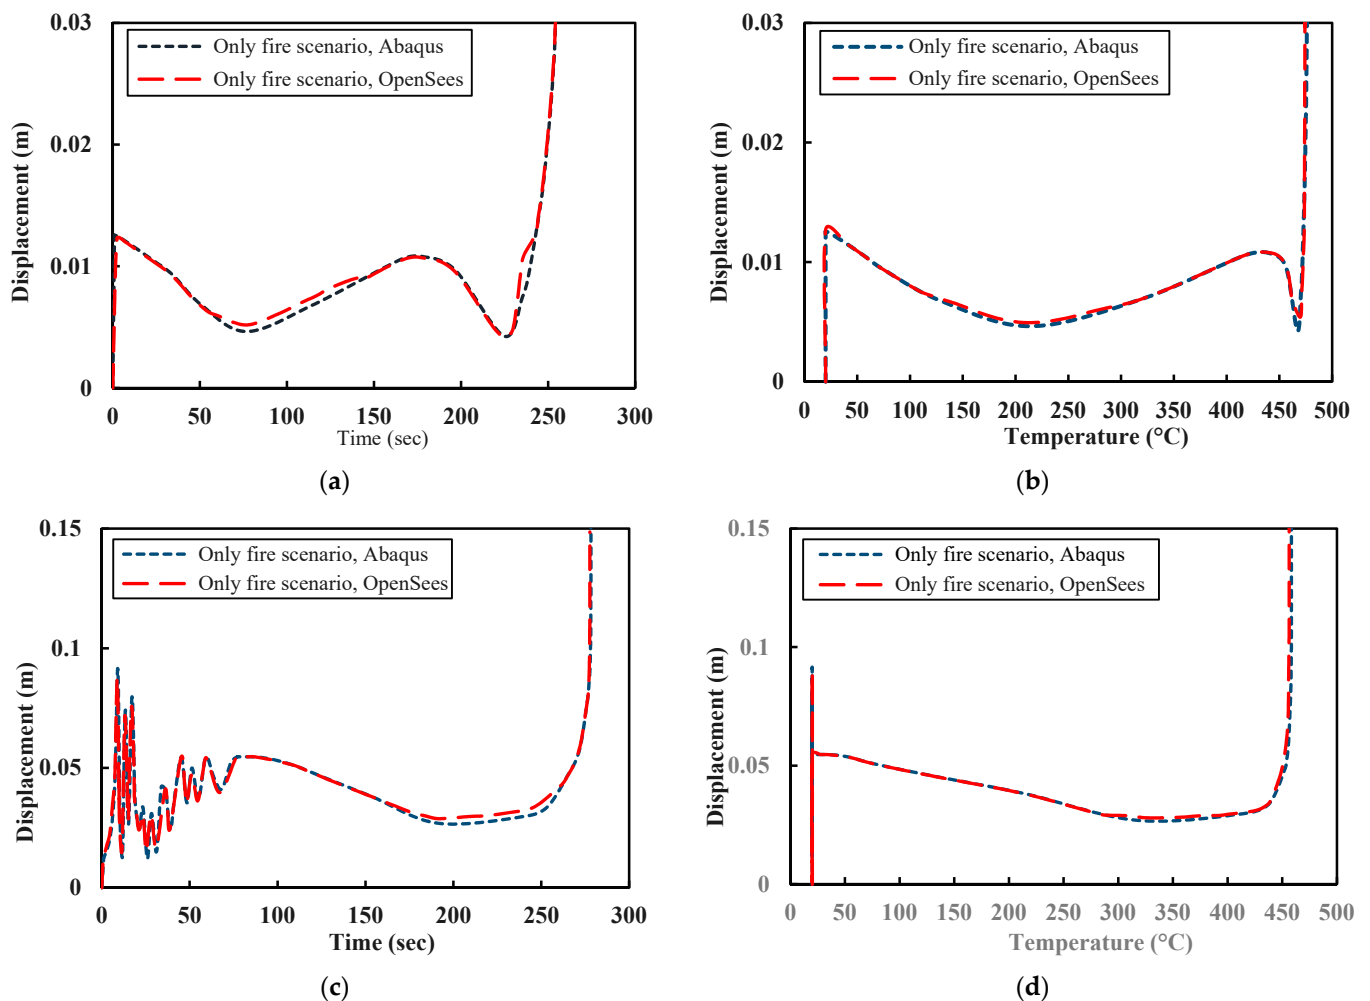 0.03
0.02
0.01
0
Displacement (m)
Only fire scenario, Abaqus
Only fire scenario, OpenSees
0 50 100 150 200 250 300
Time (sec)
(a)
0.03
0.02
0.01
0
Displacement (m)
Only fire scenario, Abaqus
Only fire scenario, OpenSees
0 50 100 150 200 250 300 350 400 450 500
Temperature (°C)
(b)
0.15
0.1
0.05
0
Displacement (m)
Only fire scenario, Abaqus
Only fire scenario, OpenSees
0 50 100 150 200 250 300
Time (sec)
(c)
0.15
0.1
0.05
0
Displacement (m)
Only fire scenario, Abaqus
Only fire scenario, OpenSees
0 50 100 150 200 250 300 350 400 450 500
Temperature (°C)
(d)